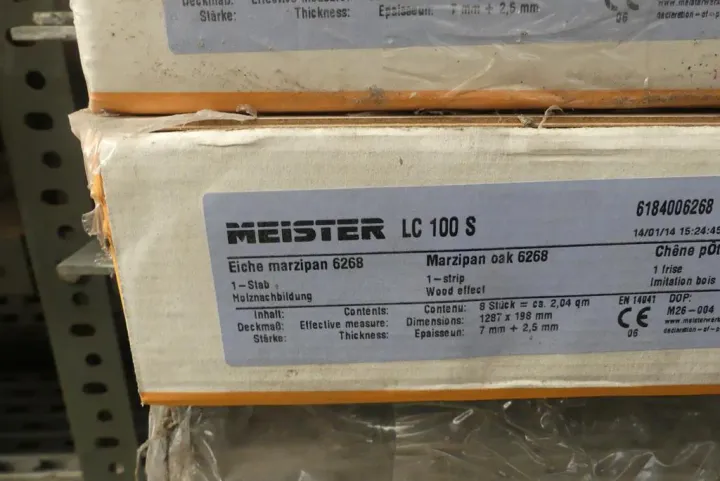 Deckmaß: Effective measure: Dimensions:
Stärke: Thickness: Epaisseur: 7 mm + 2,5 mm
06
MEISTER LC 100 S
6184006268
14/01/14 15:24:45
Eiche marzipan 6268 Marzipan oak 6268 Chêne
1-Stab 1-strip 1 frise
Holznachbildung Wood effect Imitation bois
Inhalt: Contents: Contenu: 8 Stück = ca. 2,04 qm EN 14041 DOP:
Deckmaß: Effective measure: Dimensions: 1287 x 198 mm CE M26-004
Stärke: Thickness: Epaisseur: 7 mm + 2,5 mm 06